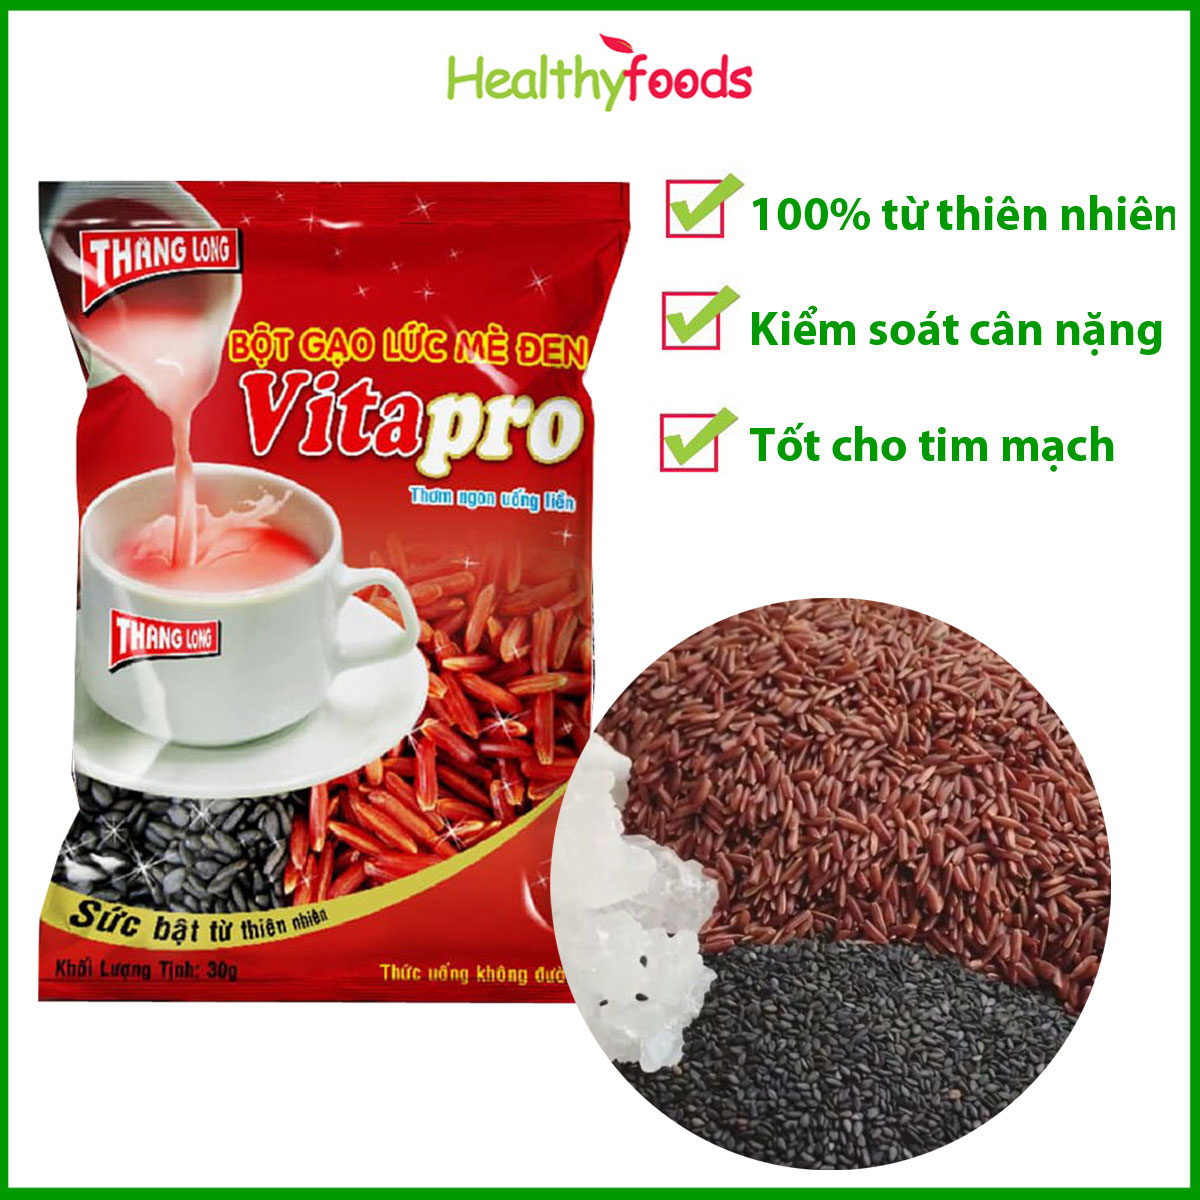 Healthyfoods
100% từ thiên nhiên
Kiểm soát cân nặng
Tốt cho tim mạch
THĂNG LONG
BỘT GẠO LỨC MÈ ĐEN
Vitapro
Thơm ngon uống liền
THANG LONG
Sức bật từ thiên nhiên
Khối Lượng Tịnh: 30g
Thức uống không